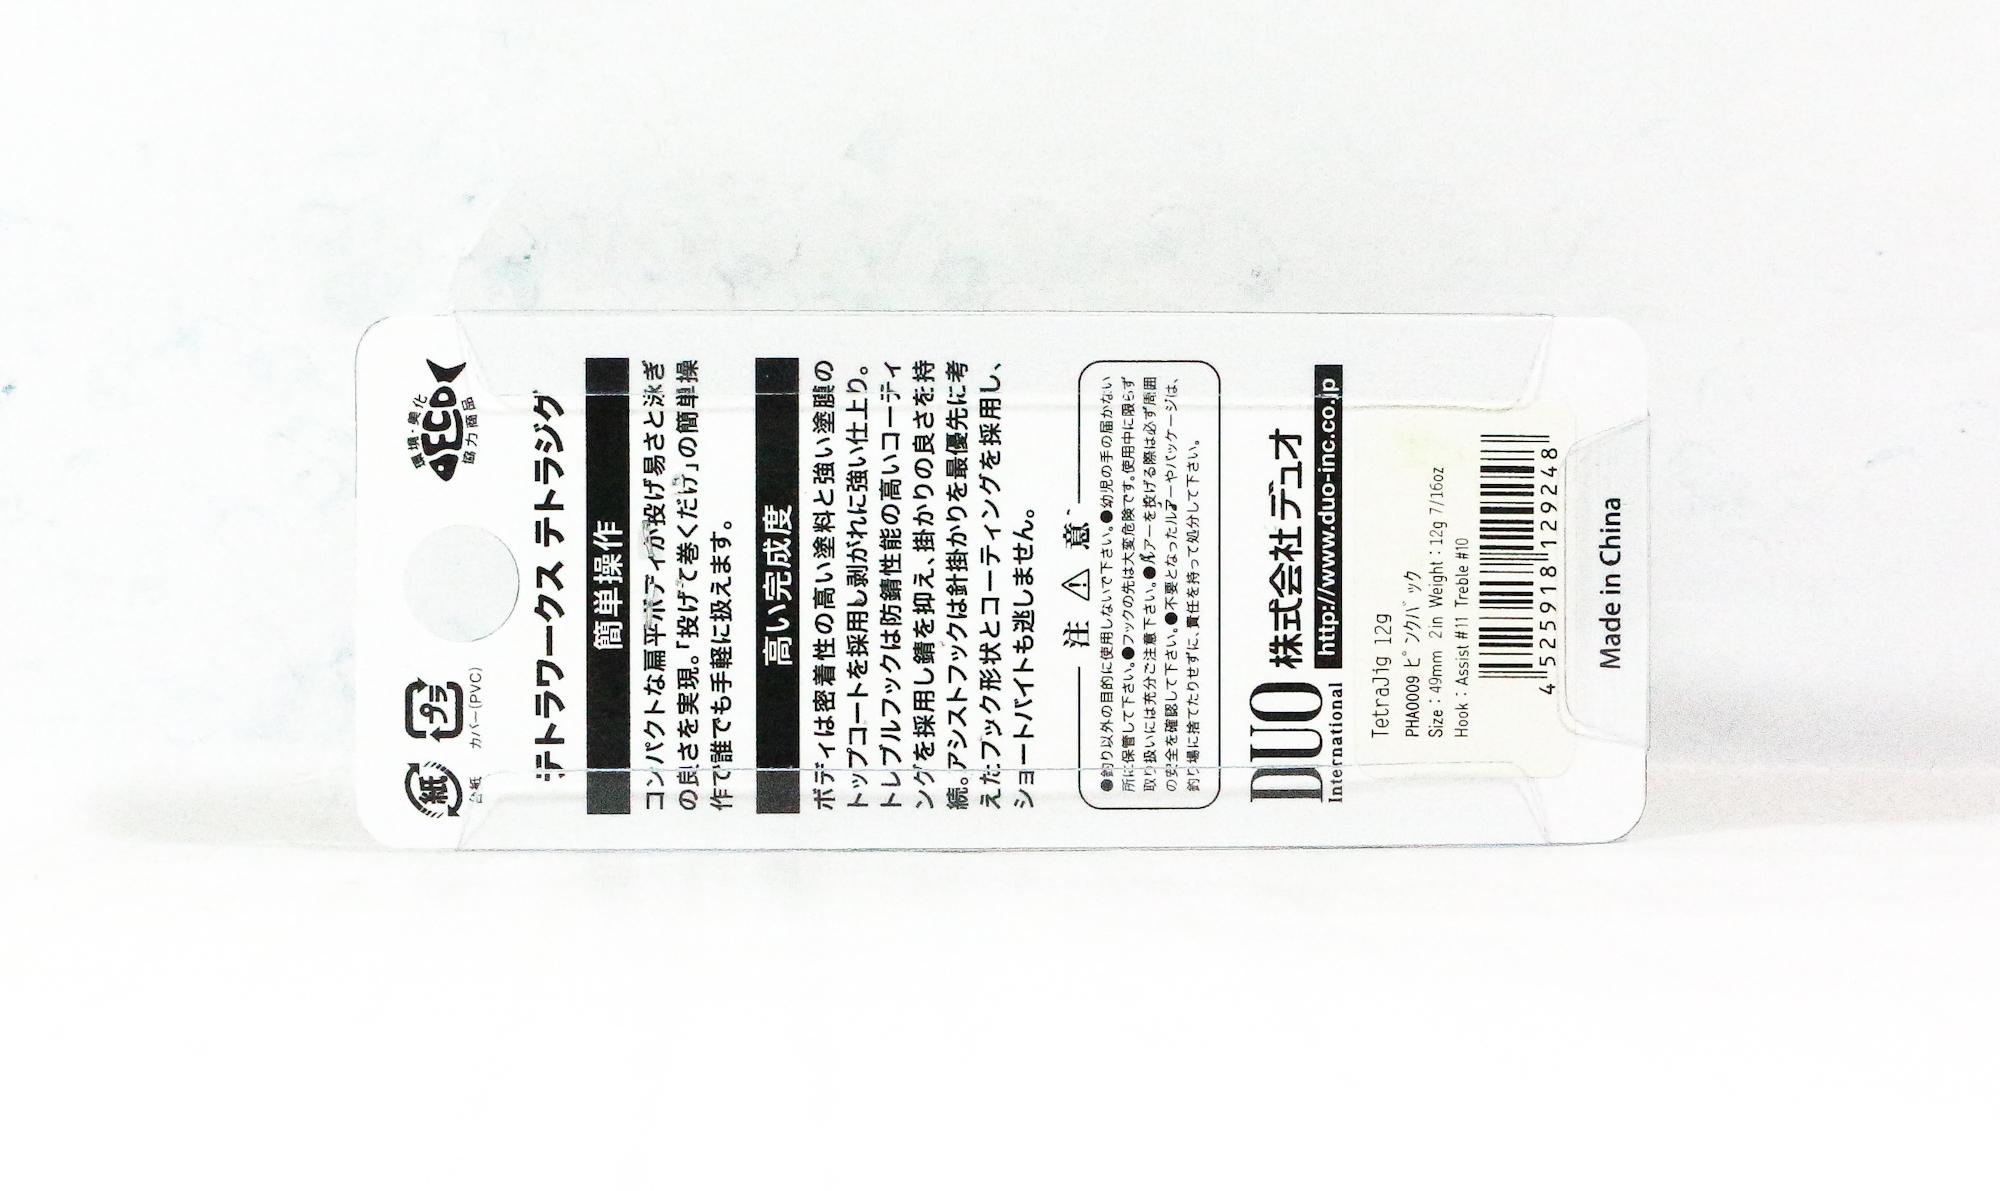 環境・美化
ECO
協力商品
紙
プラ
台紙 カバー(PVC)
テトラワークス テトラジグ
簡単操作
コンパクトな扁平ボディが投げ易さと泳ぎ
の良さを実現。「投げて巻くだけ」の簡単操
作で誰でも手軽に扱えます。
高い完成度
ボディは密着性の高い塗料と強い塗膜の
トップコートを採用し剥がれに強い仕上り。
トレブルフックは防錆性能の高いコーティ
ングを採用し錆を抑え、掛かりの良さを持
続。アシストフックは針掛かりを最優先に考
えたフック形状とコーティングを採用し、
ショートバイトも逃しません。
注 意
●釣り以外の目的に使用しないで下さい。●幼児の手の届かない
所に保管して下さい。●フックの先は大変危険です。使用中に限らず
取り扱いには充分ご注意下さい。●ルアーを投げる際は必ず周囲
の安全を確認して下さい。●不要となったルアーやパッケージは、
釣り場に捨てたりせずに、責任を持って処分して下さい。
DUO 株式会社デュオ
International http://www.duo-inc.co.jp
TetraJig 12g
PHA0009 ピンクバック
Size：49mm 2in Weight：12g 7/16oz
Hook：Assist #11 Treble #10
4 525918 129248
Made in China